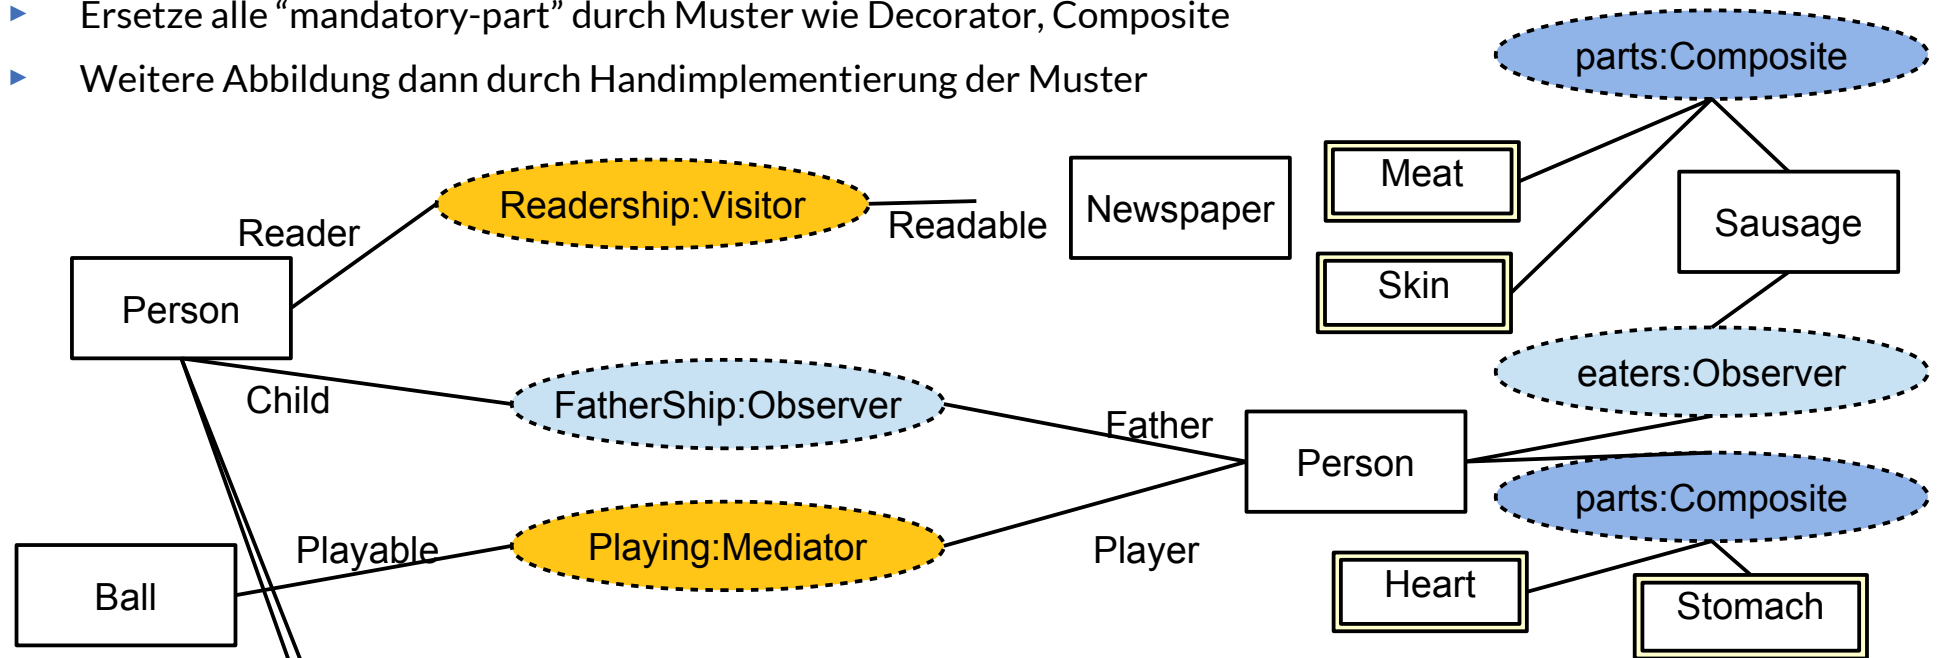 ► Ersetze alle “mandatory-part” durch Muster wie Decorator, Composite
► Weitere Abbildung dann durch Handimplementierung der Muster
parts:Composite
Meat
Readership:Visitor
Newspaper
Sausage
Reader
Readable
Skin
Person
eaters:Observer
Child
FatherShip:Observer
Father
Person
parts:Composite
Playable
Playing:Mediator
Player
Heart
Ball
Stomach